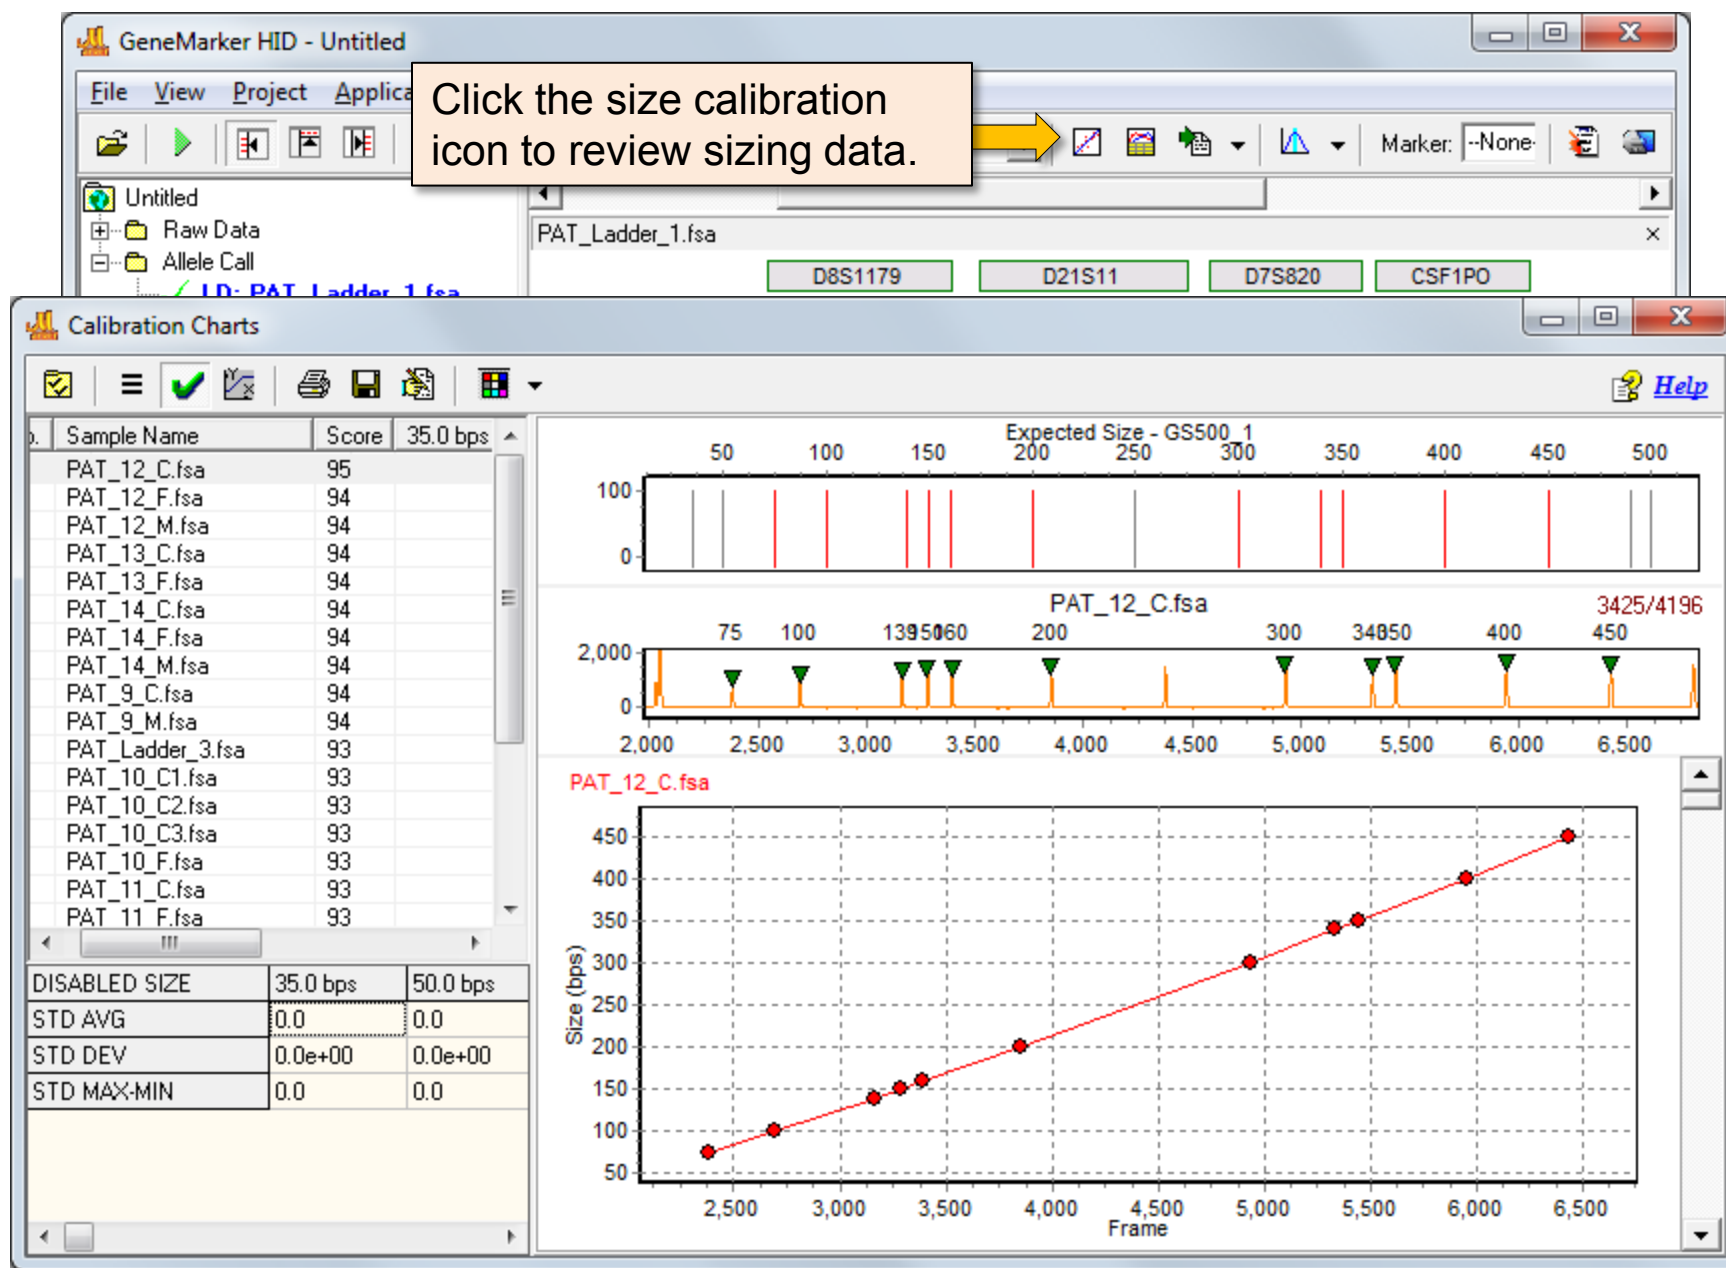 GeneMarker HID - Untitled
File View Project Applica
Click the size calibration
icon to review sizing data.
Marker: --None-
Untitled
Raw Data
Allele Call
LD: PAT_Ladder_1.fsa
PAT_Ladder_1.fsa
D8S1179 D21S11 D7S820 CSF1PO
Calibration Charts
Help
Sample Name Score 35.0 bps
PAT_12_C.fsa 95
PAT_12_F.fsa 94
PAT_12_M.fsa 94
PAT_13_C.fsa 94
PAT_13_F.fsa 94
PAT_14_C.fsa 94
PAT_14_F.fsa 94
PAT_14_M.fsa 94
PAT_9_C.fsa 94
PAT_9_M.fsa 94
PAT_Ladder_3.fsa 93
PAT_10_C1.fsa 93
PAT_10_C2.fsa 93
PAT_10_C3.fsa 93
PAT_10_F.fsa 93
PAT_11_C.fsa 93
PAT_11_F.fsa 93
DISABLED SIZE 35.0 bps 50.0 bps
STD AVG 0.0 0.0
STD DEV 0.0e+00 0.0e+00
STD MAX-MIN 0.0 0.0
Expected Size - GS500_1
50 100 150 200 250 300 350 400 450 500
100
0
PAT_12_C.fsa 3425/4196
75 100 139 150 160 200 300 340 350 400 450
2,000
0
2,000 2,500 3,000 3,500 4,000 4,500 5,000 5,500 6,000 6,500
PAT_12_C.fsa
450
400
350
300
250
200
150
100
50
Size (bps)
2,500 3,000 3,500 4,000 4,500 5,000 5,500 6,000 6,500
Frame